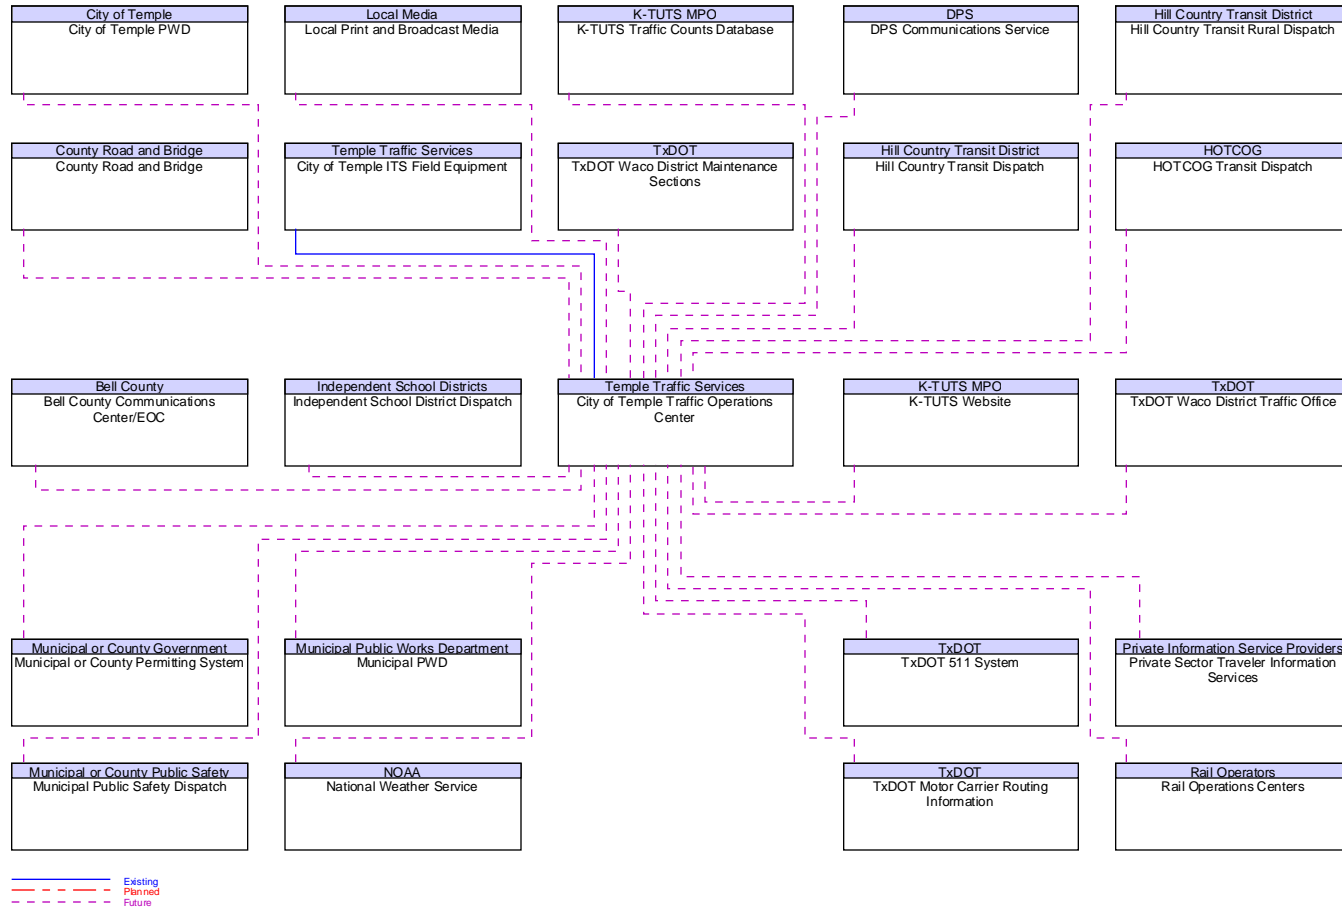 City of Temple
City of Temple PWD
Local Media
Local Print and Broadcast Media
K-TUTS MPO
K-TUTS Traffic Counts Database
DPS
DPS Communications Service
Hill Country Transit District
Hill Country Transit Rural Dispatch
County Road and Bridge
County Road and Bridge
Temple Traffic Services
City of Temple ITS Field Equipment
TxDOT
TxDOT Waco District Maintenance
Sections
Hill Country Transit District
Hill Country Transit Dispatch
HOTCOG
HOTCOG Transit Dispatch
Bell County
Bell County Communications
Center/EOC
Independent School Districts
Independent School District Dispatch
Temple Traffic Services
City of Temple Traffic Operations
Center
K-TUTS MPO
K-TUTS Website
TxDOT
TxDOT Waco District Traffic Office
Municipal or County Government
Municipal or County Permitting System
Municipal Public Works Department
Municipal PWD
TxDOT
TxDOT 511 System
Private Information Service Providers
Private Sector Traveler Information
Services
Municipal or County Public Safety
Municipal Public Safety Dispatch
NOAA
National Weather Service
TxDOT
TxDOT Motor Carrier Routing
Information
Rail Operators
Rail Operations Centers
Existing
Planned
Future